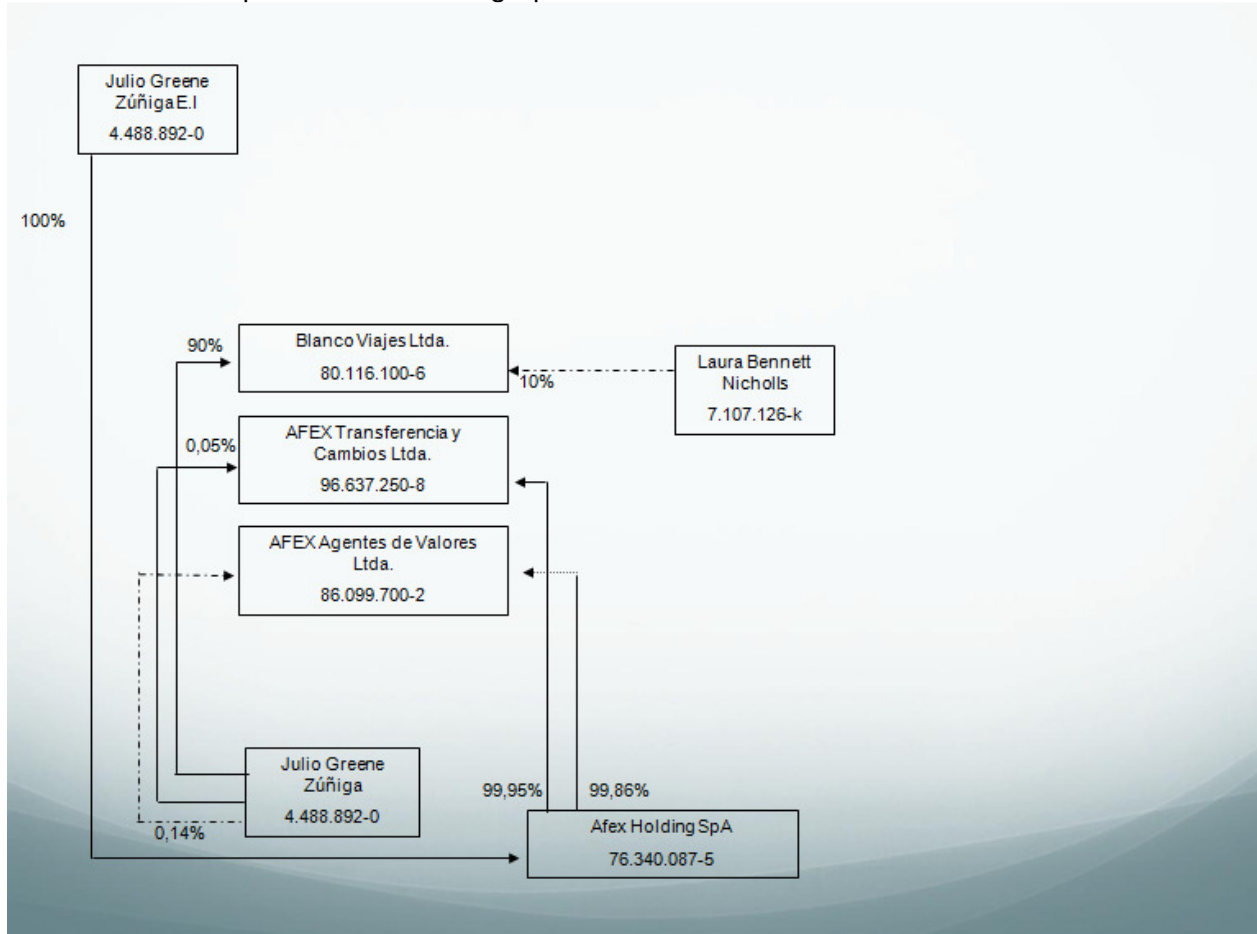 Julio Greene
Zúñiga E.I
4.488.892-0
100%
90%
Blanco Viajes Ltda.
80.116.100-6
10%
Laura Bennett
Nicholls
7.107.126-k
0,05%
AFEX Transferencia y
Cambios Ltda.
96.637.250-8
AFEX Agentes de Valores
Ltda.
86.099.700-2
Julio Greene
Zúñiga
4.488.892-0
0,14%
99,95%
99,86%
Afex Holding SpA
76.340.087-5